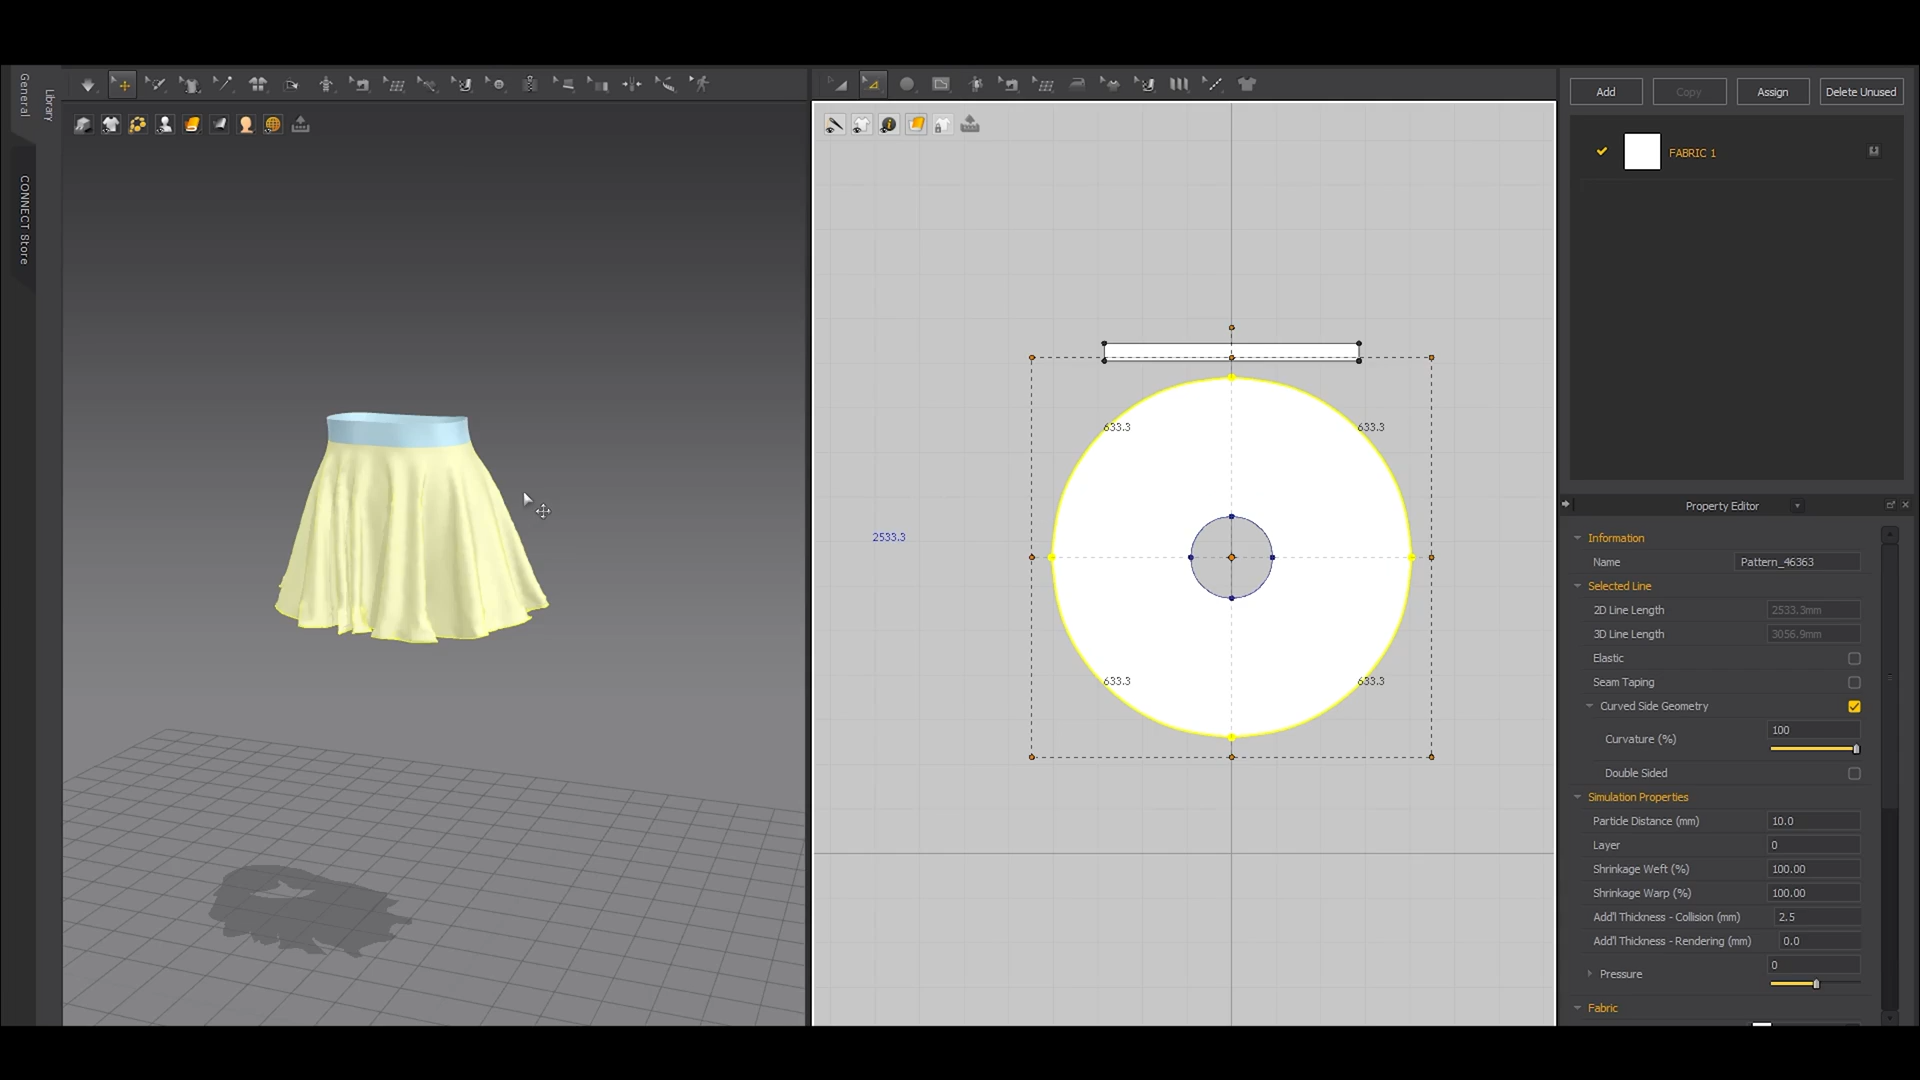 General
Library
CONNECT Store
Add
Copy
Assign
Delete Unused
FABRIC 1
633.3
633.3
2533.3
633.3
633.3
Property Editor
Information
Name
Pattern_46363
Selected Line
2D Line Length
2533.3mm
3D Line Length
3056.9mm
Elastic
Seam Taping
Curved Side Geometry
Curvature (%)
100
Double Sided
Simulation Properties
Particle Distance (mm)
10.0
Layer
0
Shrinkage Weft (%)
100.00
Shrinkage Warp (%)
100.00
Add'l Thickness - Collision (mm)
2.5
Add'l Thickness - Rendering (mm)
0.0
Pressure
0
Fabric